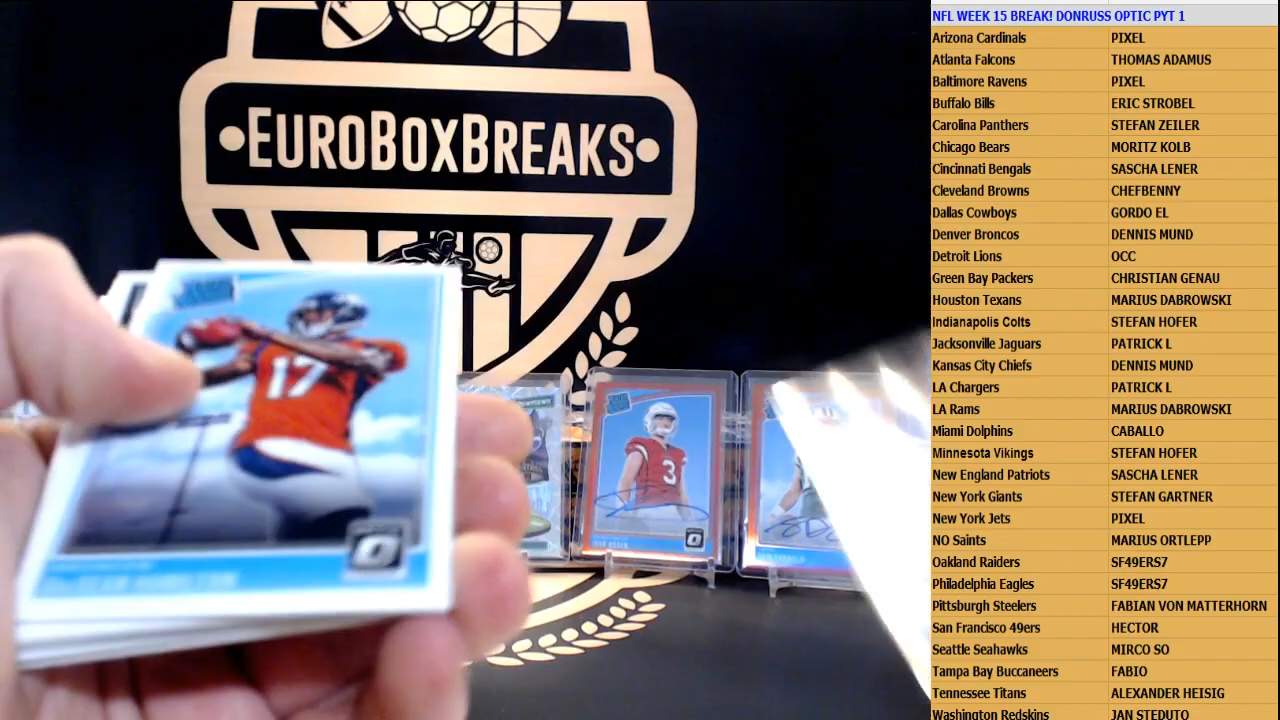 EUROBOXBREAKS
17
3
NFL WEEK 15 BREAK! DONRUSS OPTIC PYT 1
Arizona Cardinals PIXEL
Atlanta Falcons THOMAS ADAMUS
Baltimore Ravens PIXEL
Buffalo Bills ERIC STROBEL
Carolina Panthers STEFAN ZEILER
Chicago Bears MORITZ KOLB
Cincinnati Bengals SASCHA LENER
Cleveland Browns CHEFBENNY
Dallas Cowboys GORDO EL
Denver Broncos DENNIS MUND
Detroit Lions OCC
Green Bay Packers CHRISTIAN GENAU
Houston Texans MARIUS DABROWSKI
Indianapolis Colts STEFAN HOFER
Jacksonville Jaguars PATRICK L
Kansas City Chiefs DENNIS MUND
LA Chargers PATRICK L
LA Rams MARIUS DABROWSKI
Miami Dolphins CABALLO
Minnesota Vikings STEFAN HOFER
New England Patriots SASCHA LENER
New York Giants STEFAN GARTNER
New York Jets PIXEL
NO Saints MARIUS ORTLEPP
Oakland Raiders SF49ERS7
Philadelphia Eagles SF49ERS7
Pittsburgh Steelers FABIAN VON MATTERHORN
San Francisco 49ers HECTOR
Seattle Seahawks MIRCO SO
Tampa Bay Buccaneers FABIO
Tennessee Titans ALEXANDER HEISIG
Washington Redskins JAN STEDUTO